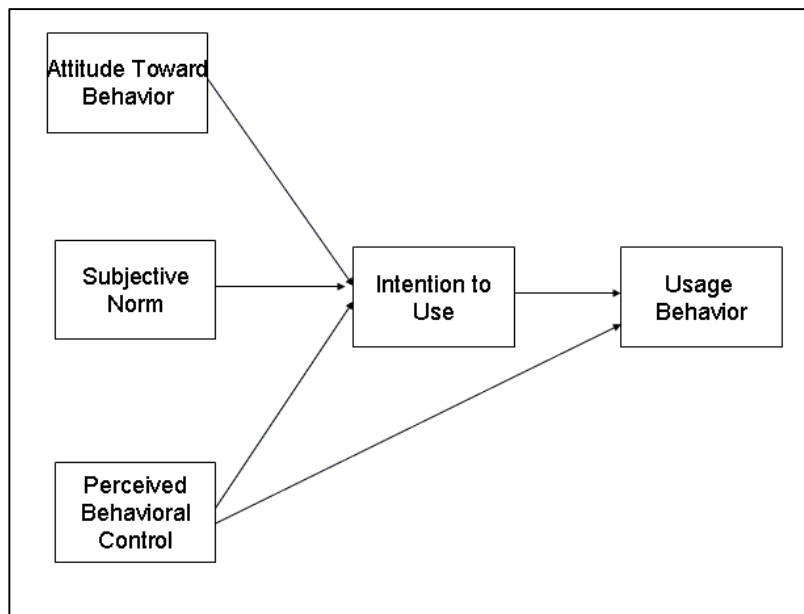 Attitude Toward
Behavior
Subjective
Norm
Intention to
Use
Usage
Behavior
Perceived
Behavioral
Control